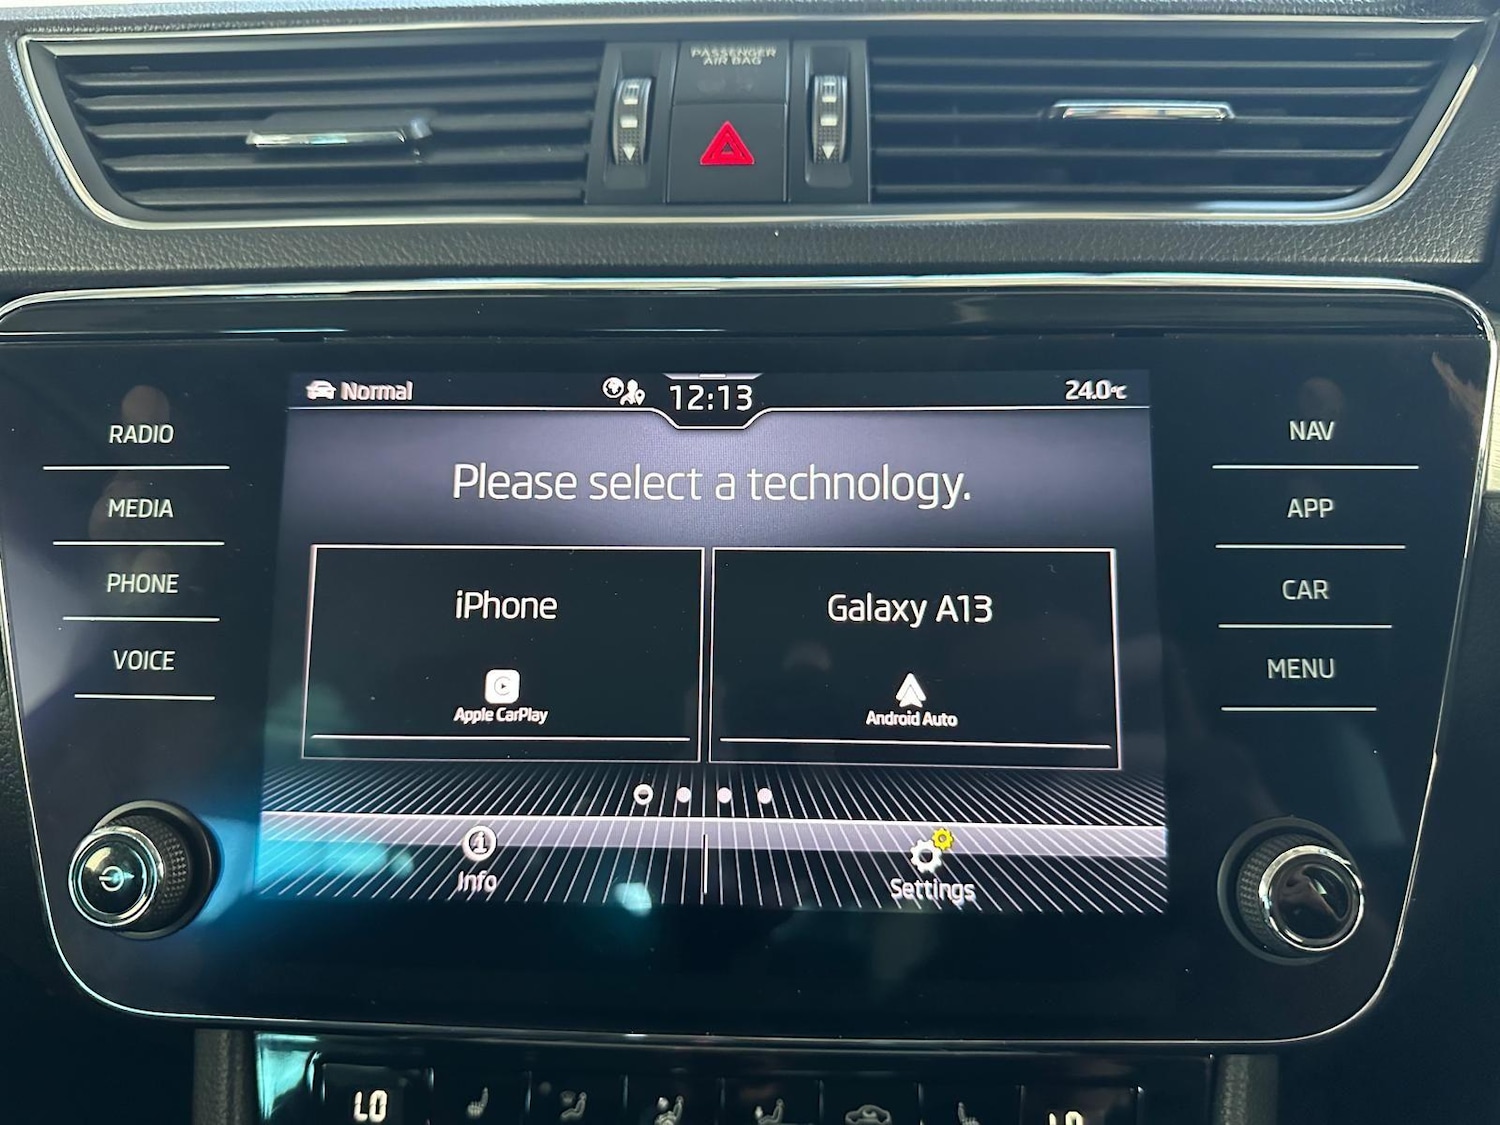 PASSENGER
AIR BAG
Normal
12:13
24.0°C
RADIO
MEDIA
PHONE
VOICE
Please select a technology.
iPhone
Apple CarPlay
Galaxy A13
Android Auto
Info
Settings
NAV
APP
CAR
MENU
LO
LO